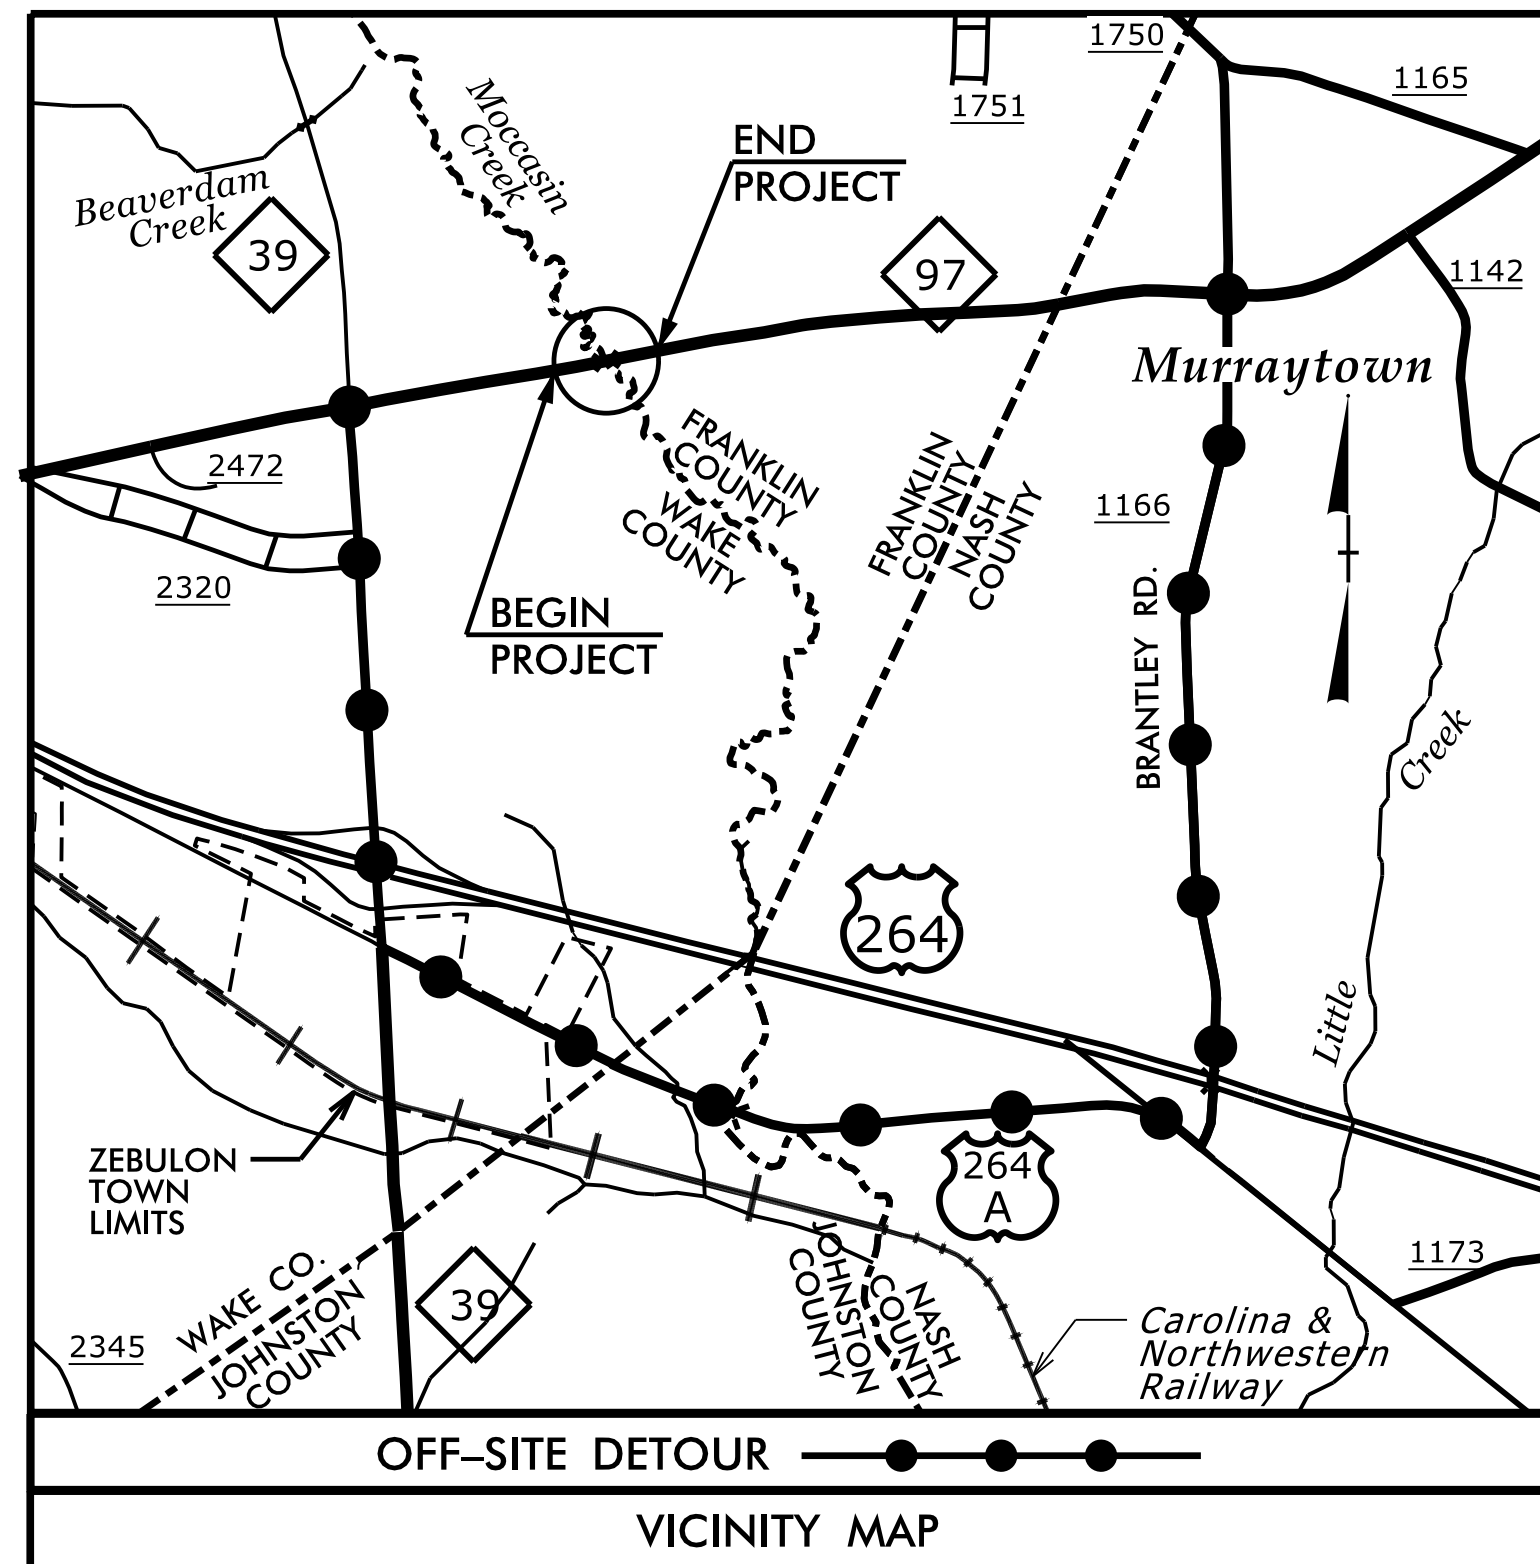 1750
1751
1165
Moccasin
Creek
END
PROJECT
Beaverdam
Creek
39
97
1142
Murraytown
2472
FRANKLIN
COUNTY
WAKE
COUNTY
FRANKLIN
COUNTY
NASH
COUNTY
1166
2320
BEGIN
PROJECT
BRANTLEY RD.
Little
Creek
264
ZEBULON
TOWN
LIMITS
264
A
WAKE CO.
JOHNSTON
COUNTY
39
JOHNSTON
COUNTY
NASH
COUNTY
1173
2345
Carolina &
Northwestern
Railway
OFF–SITE DETOUR
VICINITY MAP